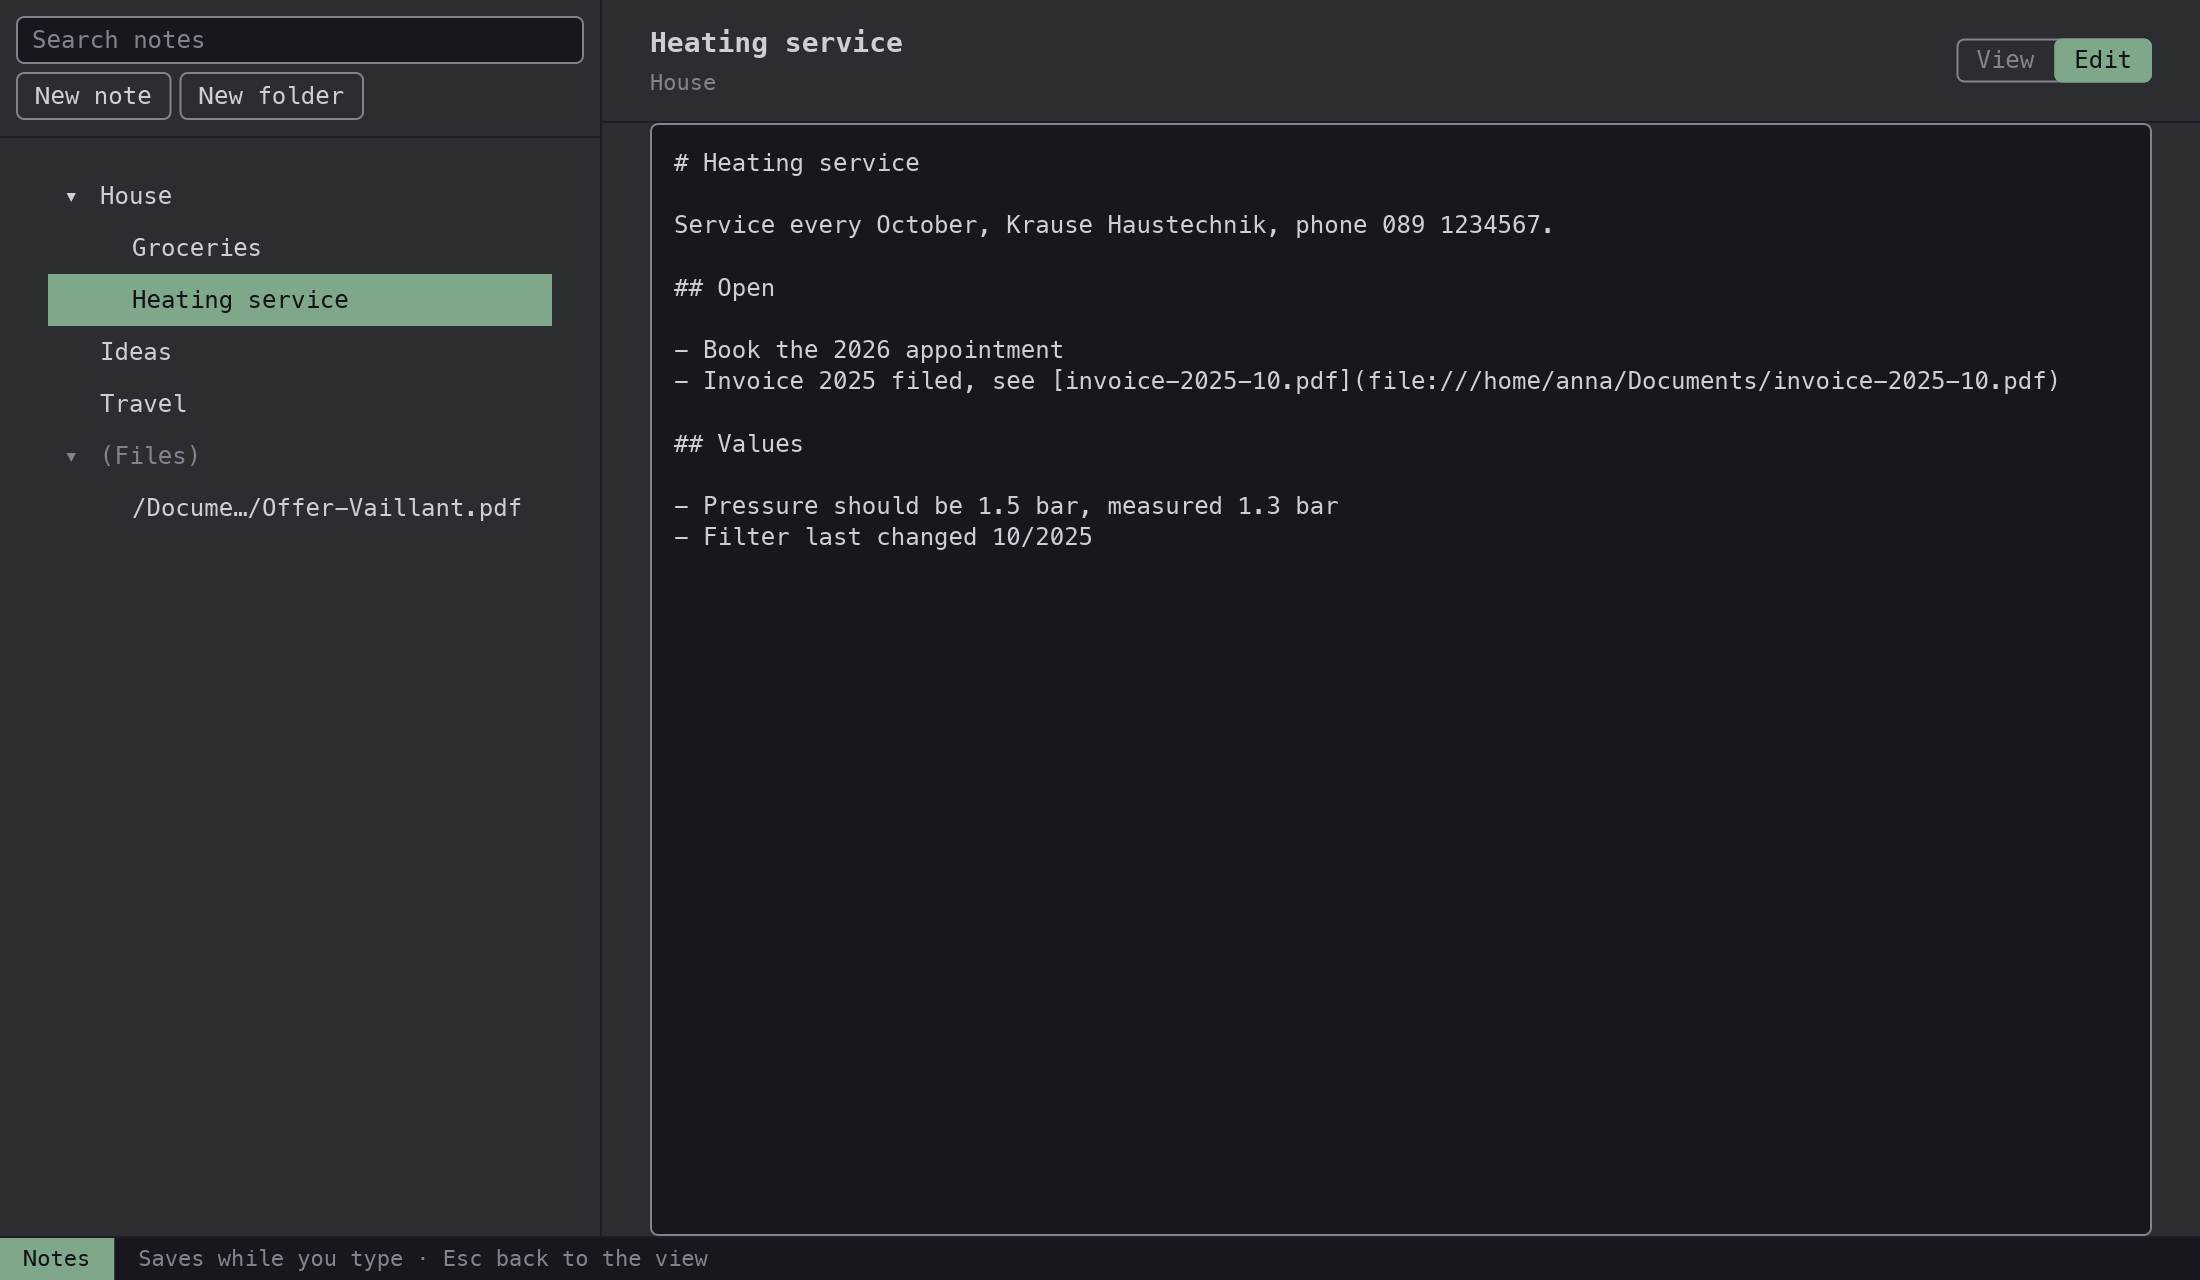 Search notes
New note New folder
▾ House
Groceries
Heating service
Ideas
Travel
▾ (Files)
/Docume…/Offer-Vaillant.pdf
Heating service
House
View Edit
# Heating service
Service every October, Krause Haustechnik, phone 089 1234567.
## Open
- Book the 2026 appointment
- Invoice 2025 filed, see [invoice-2025-10.pdf](file:///home/anna/Documents/invoice-2025-10.pdf)
## Values
- Pressure should be 1.5 bar, measured 1.3 bar
- Filter last changed 10/2025
Notes Saves while you type · Esc back to the view